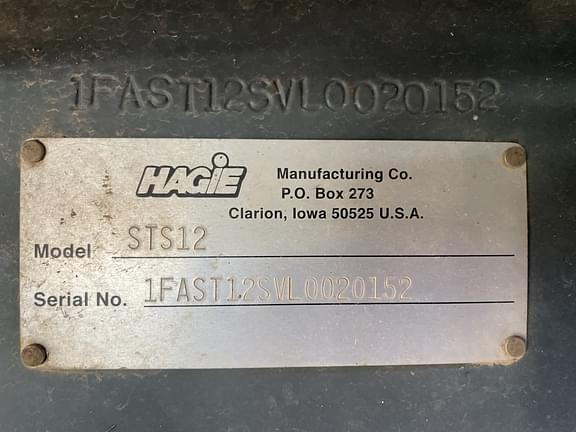 1FAST12SVL0020152
HAGIE
Manufacturing Co.
P.O. Box 273
Clarion, Iowa 50525 U.S.A.
Model STS12
Serial No. 1FAST12SVL0020152